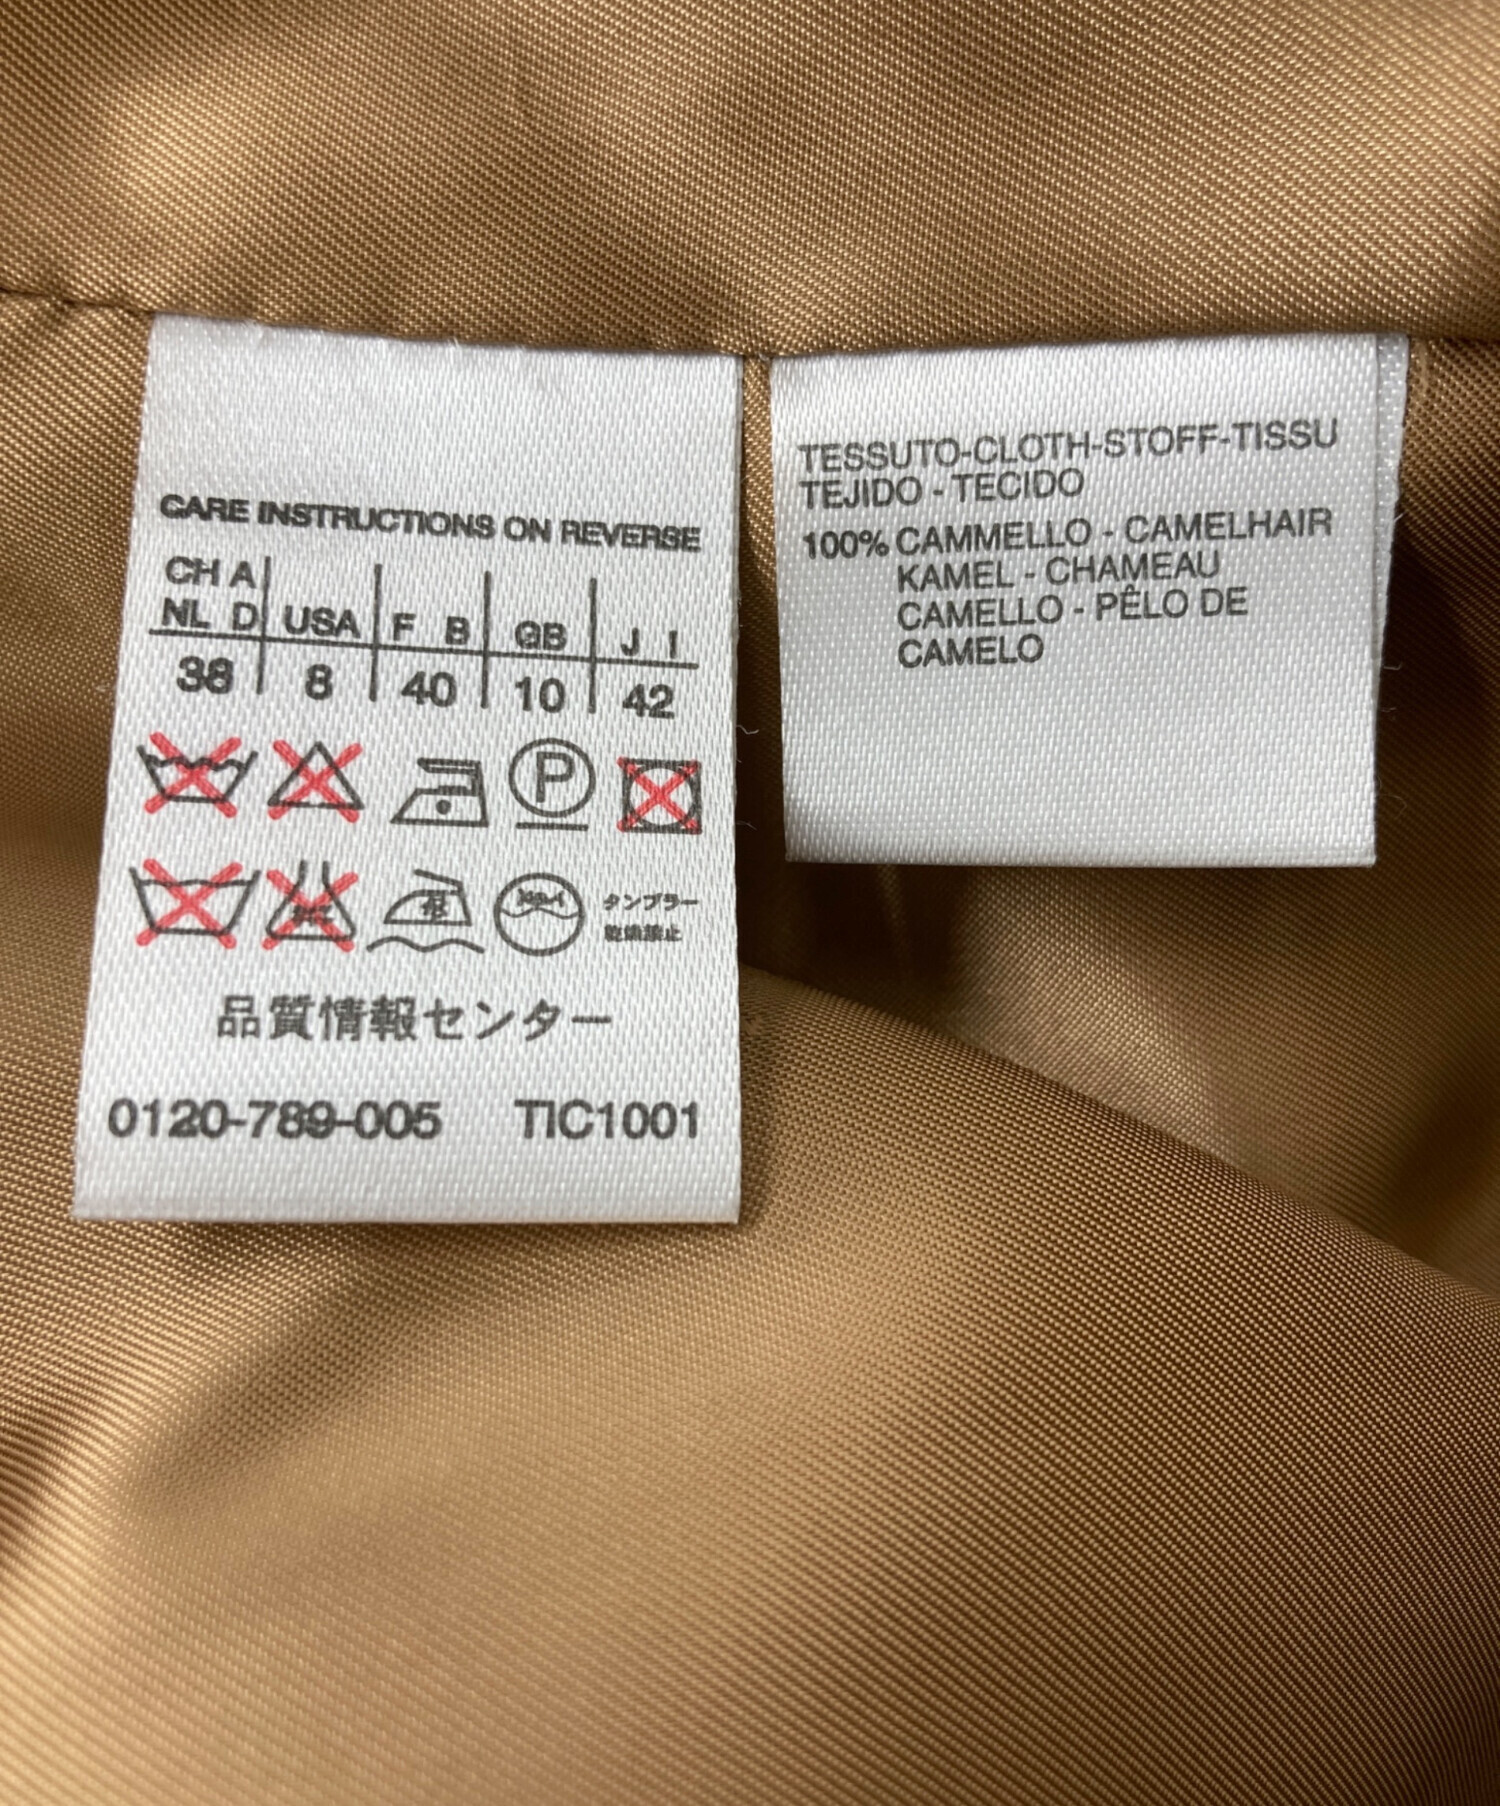 CARE INSTRUCTIONS ON REVERSE
CH A
NL D USA F B GB J I
38 8 40 10 42
P
タンブラー
乾燥禁止
品質情報センター
0120-789-005 TIC1001
TESSUTO-CLOTH-STOFF-TISSU
TEJIDO - TECIDO
100% CAMMELLO - CAMELHAIR
KAMEL - CHAMEAU
CAMELLO - PÊLO DE
CAMELO